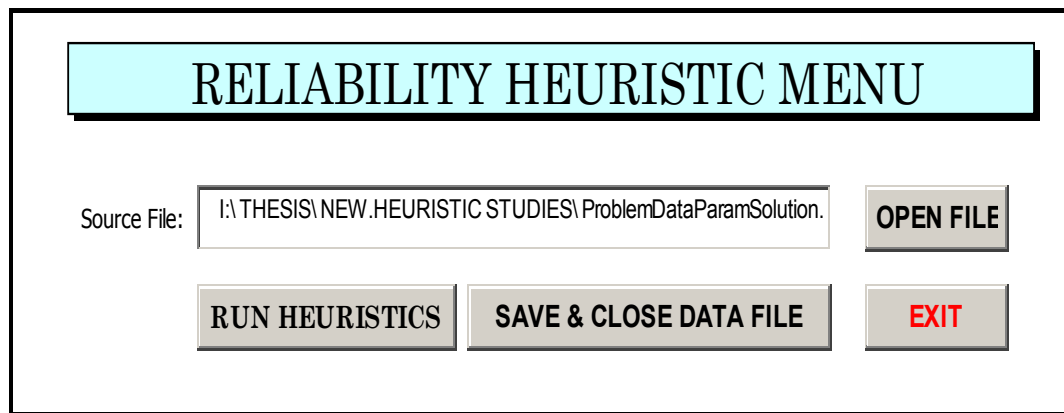 RELIABILITY HEURISTIC MENU
Source File: I:\ THESIS\ NEW.HEURISTIC STUDIES\ ProblemDataParamSolution. OPEN FILE
RUN HEURISTICS SAVE & CLOSE DATA FILE EXIT